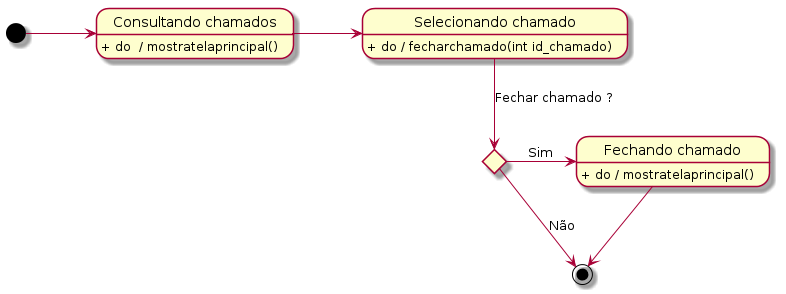 Consultando chamados
+ do / mostratelaprincipal()
Selecionando chamado
+ do / fecharchamado(int id_chamado)
Fechar chamado ?
Sim
Fechando chamado
+ do / mostratelaprincipal()
Não